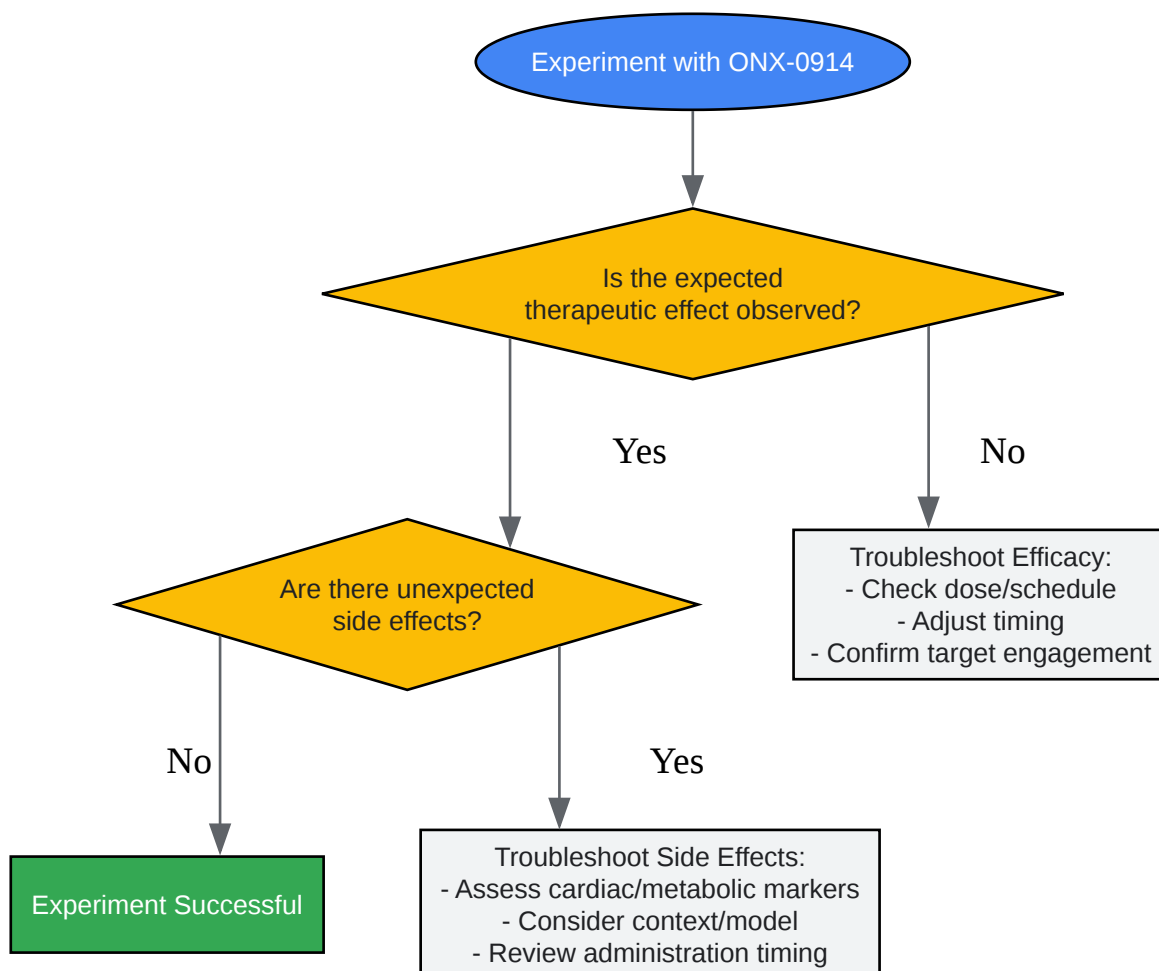 Experiment with ONX-0914
Is the expected
therapeutic effect observed?
Yes
No
Are there unexpected
side effects?
Troubleshoot Efficacy:
- Check dose/schedule
- Adjust timing
- Confirm target engagement
No
Yes
Experiment Successful
Troubleshoot Side Effects:
- Assess cardiac/metabolic markers
- Consider context/model
- Review administration timing